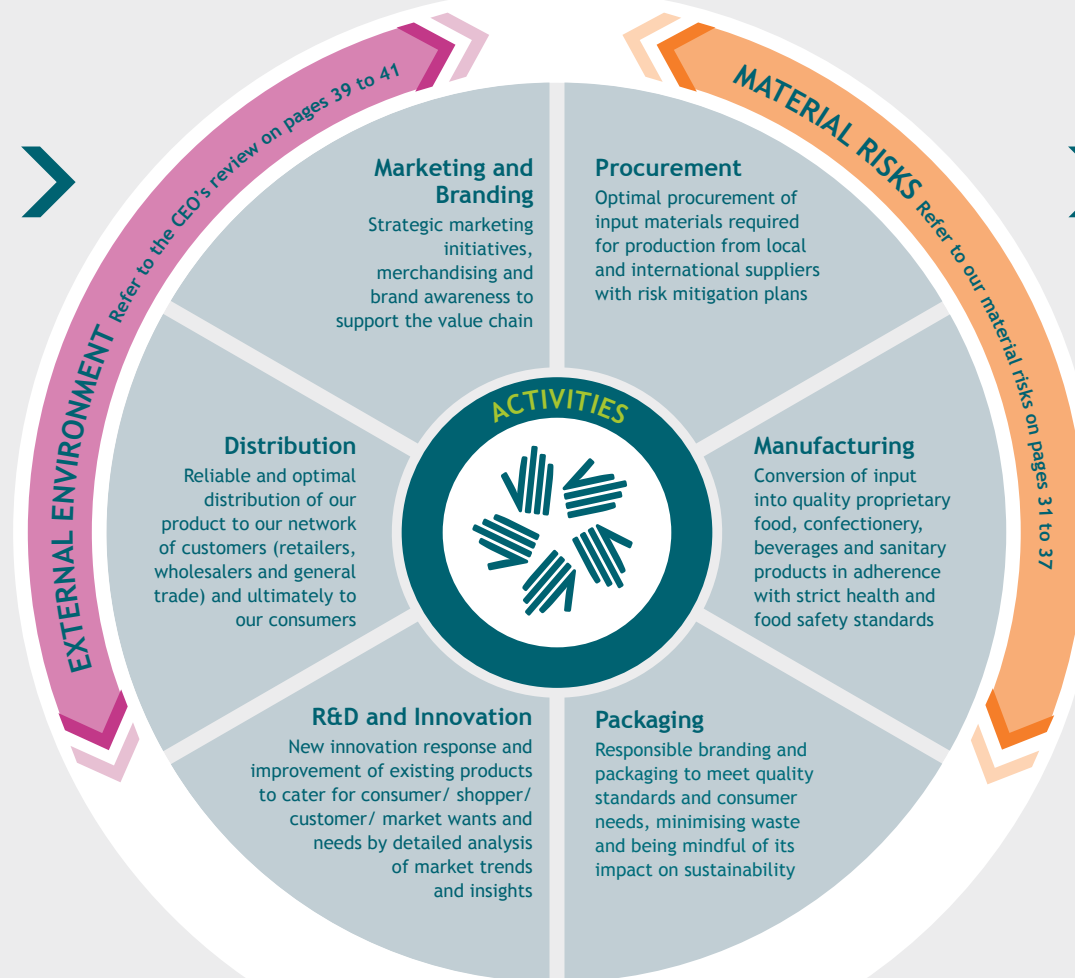 EXTERNAL ENVIRONMENT Refer to the CEO's review on pages 39 to 41
MATERIAL RISKS Refer to our material risks on pages 31 to 37
Marketing and
Branding
Strategic marketing
initiatives,
merchandising and
brand awareness to
support the value chain
Procurement
Optimal procurement of
input materials required
for production from local
and international suppliers
with risk mitigation plans
ACTIVITIES
Distribution
Reliable and optimal
distribution of our
product to our network
of customers (retailers,
wholesalers and general
trade) and ultimately to
our consumers
Manufacturing
Conversion of input
into quality proprietary
food, confectionery,
beverages and sanitary
products in adherence
with strict health and
food safety standards
R&D and Innovation
New innovation response and
improvement of existing products
to cater for consumer/ shopper/
customer/ market wants and
needs by detailed analysis
of market trends
and insights
Packaging
Responsible branding and
packaging to meet quality
standards and consumer
needs, minimising waste
and being mindful of its
impact on sustainability